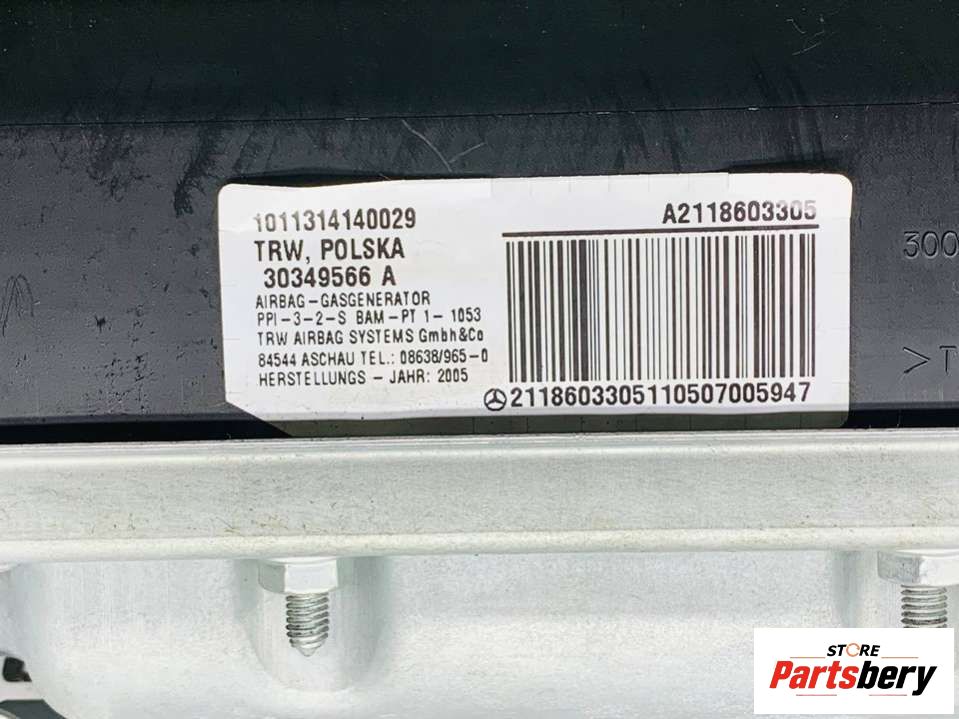 1011314140029
TRW, POLSKA
30349566 A
AIRBAG-GASGENERATOR
PPI-3-2-S BAM-PT 1- 1053
TRW AIRBAG SYSTEMS Gmbh&Co
84544 ASCHAU TEL.: 08638/965-0
HERSTELLUNGS - JAHR: 2005
A2118603305
2118603305110507005947
300
>T
STORE
Partsbery